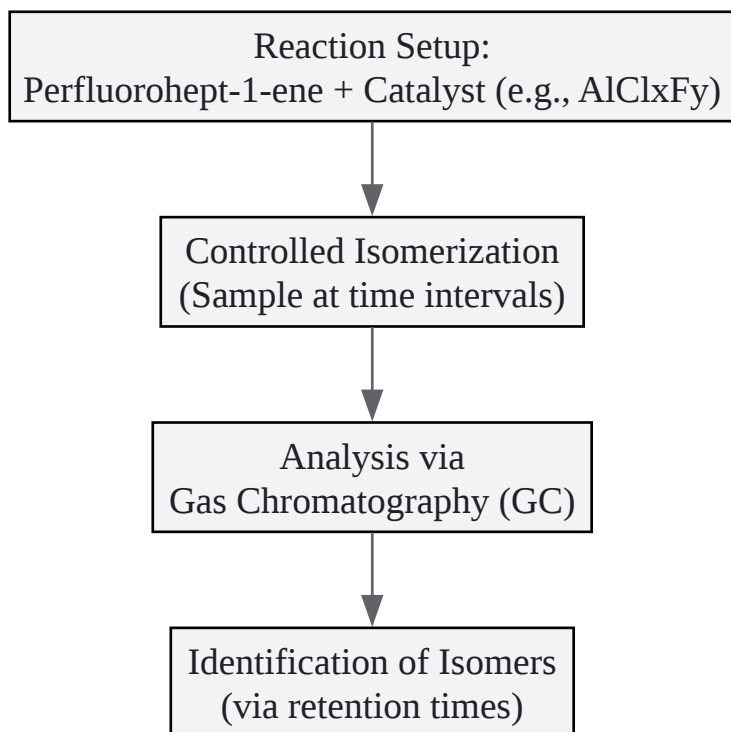 Reaction Setup:
Perfluorohept-1-ene + Catalyst (e.g., AlClxFy)
Controlled Isomerization
(Sample at time intervals)
Analysis via
Gas Chromatography (GC)
Identification of Isomers
(via retention times)